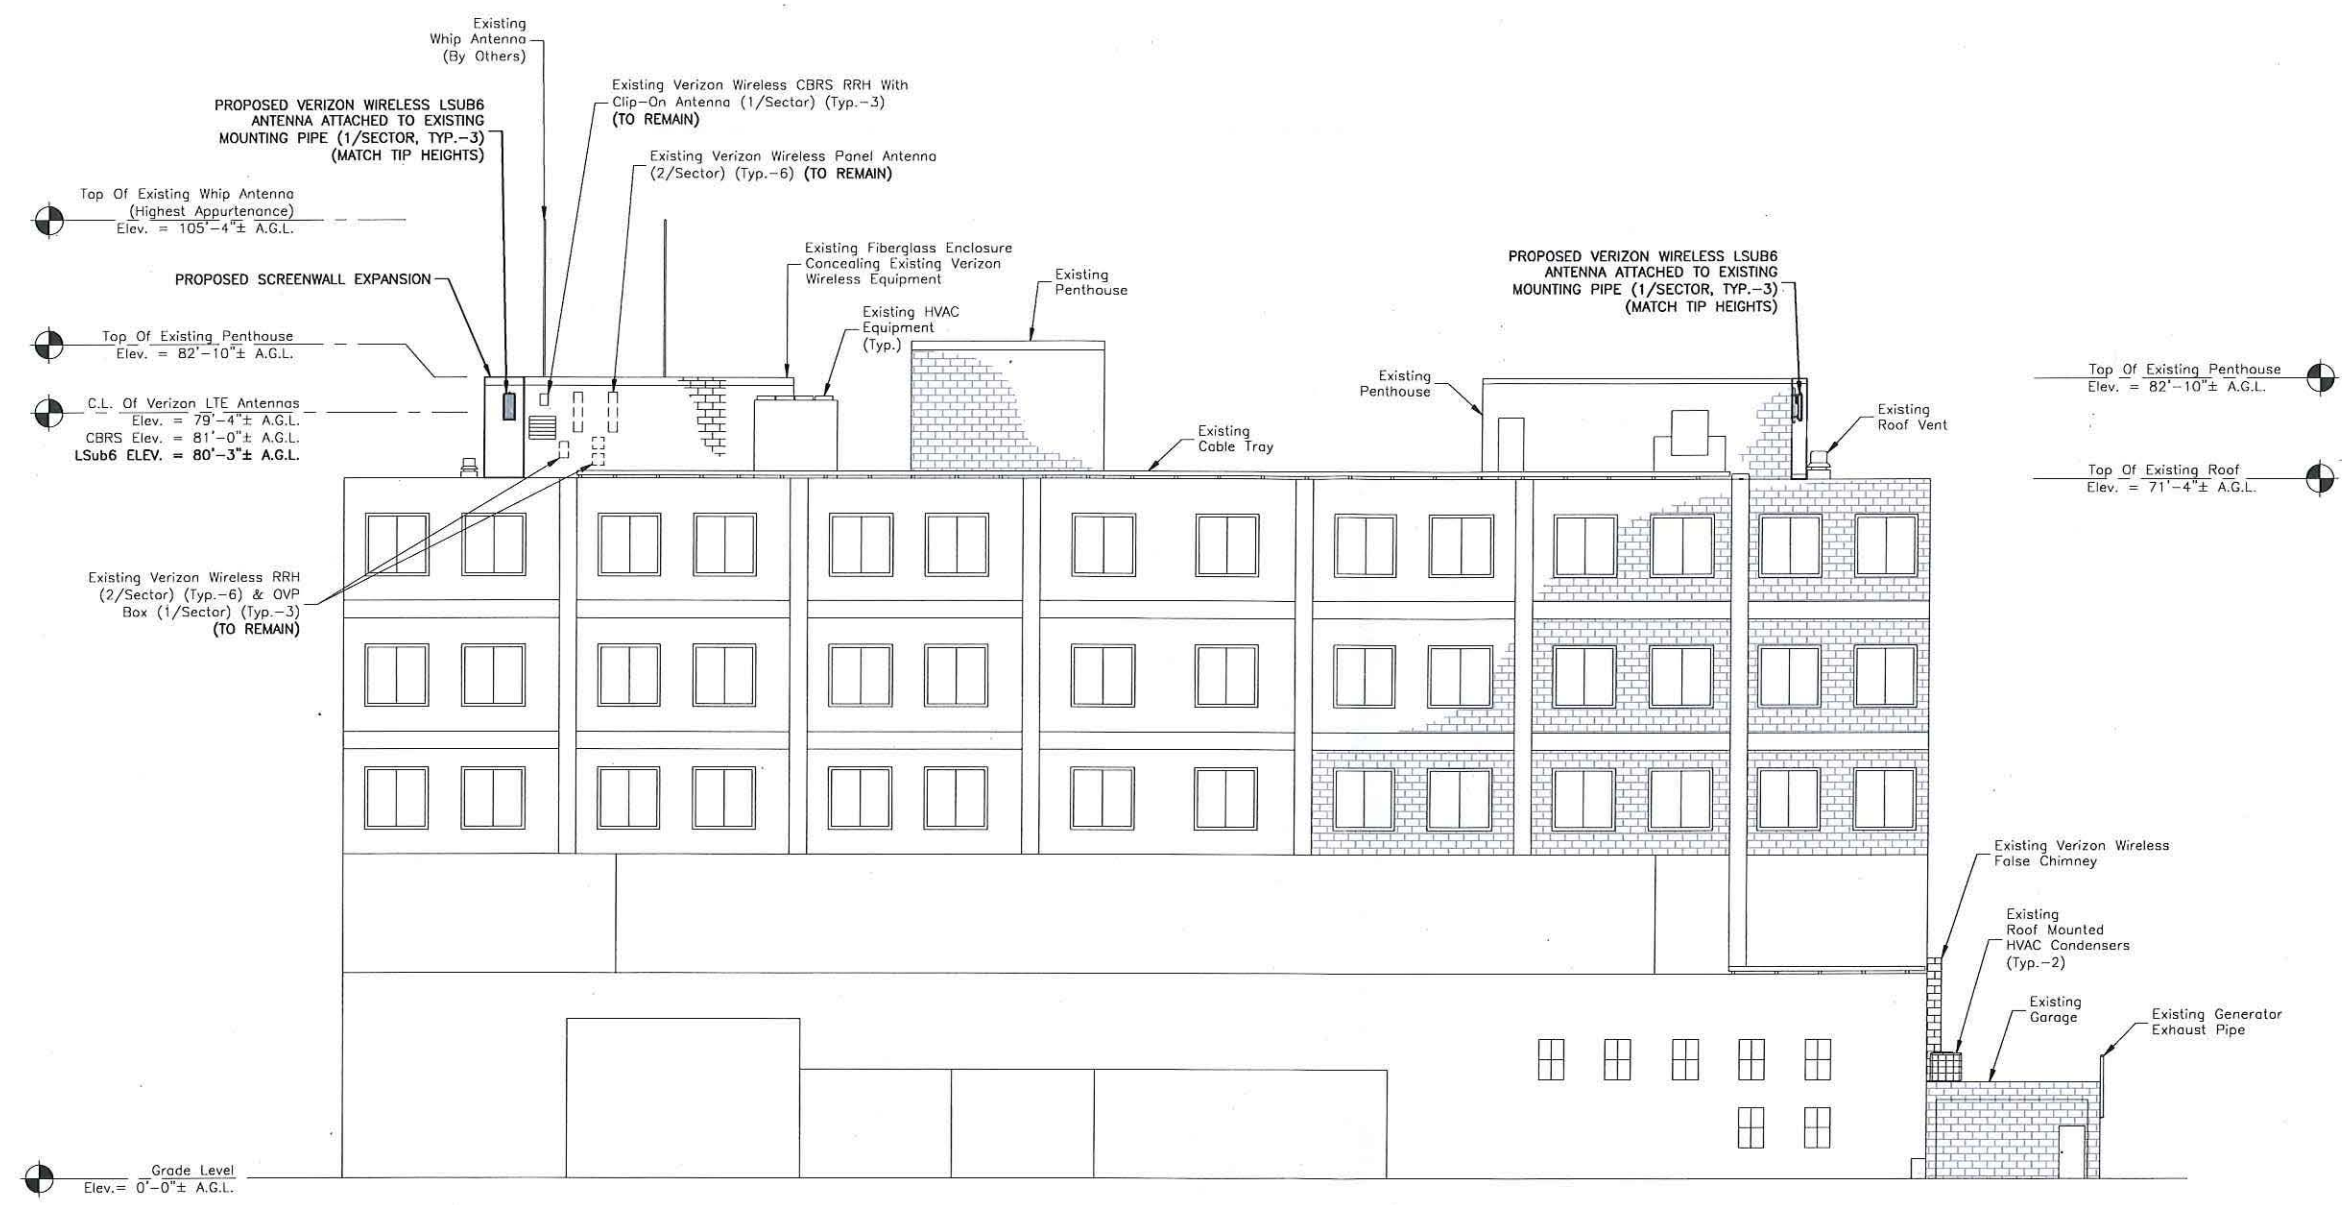 Existing
Whip Antenna
(By Others)
Existing Verizon Wireless CBRS RRH With
Clip-On Antenna (1/Sector) (Typ.-3)
(TO REMAIN)
PROPOSED VERIZON WIRELESS LSUB6
ANTENNA ATTACHED TO EXISTING
MOUNTING PIPE (1/SECTOR, TYP.-3)
(MATCH TIP HEIGHTS)
Existing Verizon Wireless Panel Antenna
(2/Sector) (Typ.-6) (TO REMAIN)
Top Of Existing Whip Antenna
(Highest Appurtenance)
Elev. = 105'-4"± A.G.L.
Existing Fiberglass Enclosure
Concealing Existing Verizon
Wireless Equipment
PROPOSED SCREENWALL EXPANSION
Existing
Penthouse
PROPOSED VERIZON WIRELESS LSUB6
ANTENNA ATTACHED TO EXISTING
MOUNTING PIPE (1/SECTOR, TYP.-3)
(MATCH TIP HEIGHTS)
Existing HVAC
Equipment
(Typ.)
Top Of Existing Penthouse
Elev. = 82'-10"± A.G.L.
Existing
Penthouse
Top Of Existing Penthouse
Elev. = 82'-10"± A.G.L.
C.L. Of Verizon LTE Antennas
Elev. = 79'-4"± A.G.L.
CBRS Elev. = 81'-0"± A.G.L.
LSub6 ELEV. = 80'-3"± A.G.L.
Existing
Cable Tray
Existing
Roof Vent
Top Of Existing Roof
Elev. = 71'-4"± A.G.L.
Existing Verizon Wireless RRH
(2/Sector) (Typ.-6) & OVP
Box (1/Sector) (Typ.-3)
(TO REMAIN)
Existing Verizon Wireless
False Chimney
Existing
Roof Mounted
HVAC Condensers
(Typ.-2)
Existing
Garage
Existing Generator
Exhaust Pipe
Grade Level
Elev.= 0'-0"± A.G.L.